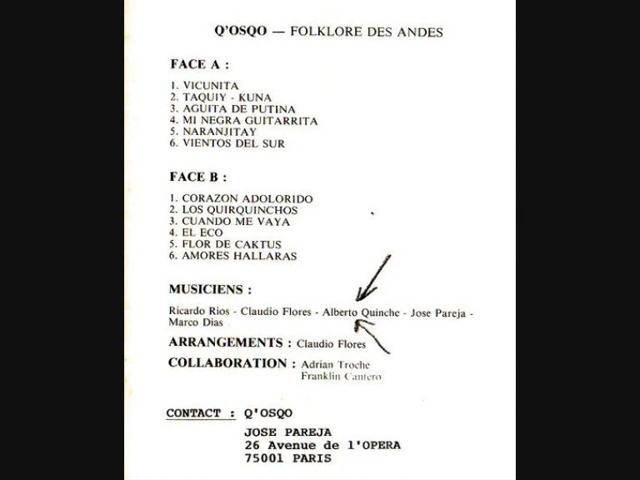 Q'OSQO — FOLKLORE DES ANDES
FACE A :
1. VICUNITA
2. TAQUIY - KUNA
3. AGUITA DE PUTINA
4. MI NEGRA GUITARRITA
5. NARANJITAY
6. VIENTOS DEL SUR
FACE B :
1. CORAZON ADOLORIDO
2. LOS QUIRQUINCHOS
3. CUANDO ME VAYA
4. EL ECO
5. FLOR DE CAKTUS
6. AMORES HALLARAS
MUSICIENS :
Ricardo Rios - Claudio Flores - Alberto Quinche - Jose Pareja -
Marco Dias
ARRANGEMENTS : Claudio Flores
COLLABORATION : Adrian Troche
Franklin Cantero
CONTACT : Q'OSQO
JOSE PAREJA
26 Avenue de l'OPERA
75001 PARIS